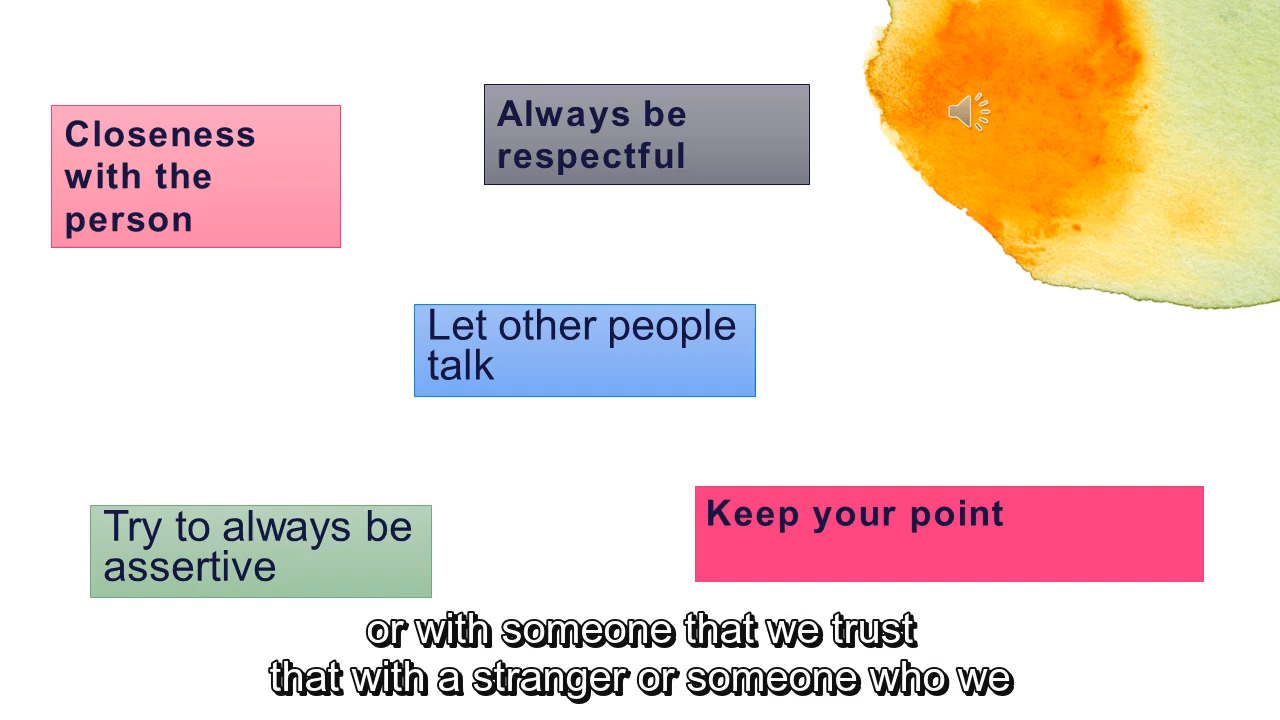 Closeness
with the
person
Always be
respectful
Let other people
talk
Try to always be
assertive
Keep your point
or with someone that we trust
that with a stranger or someone who we